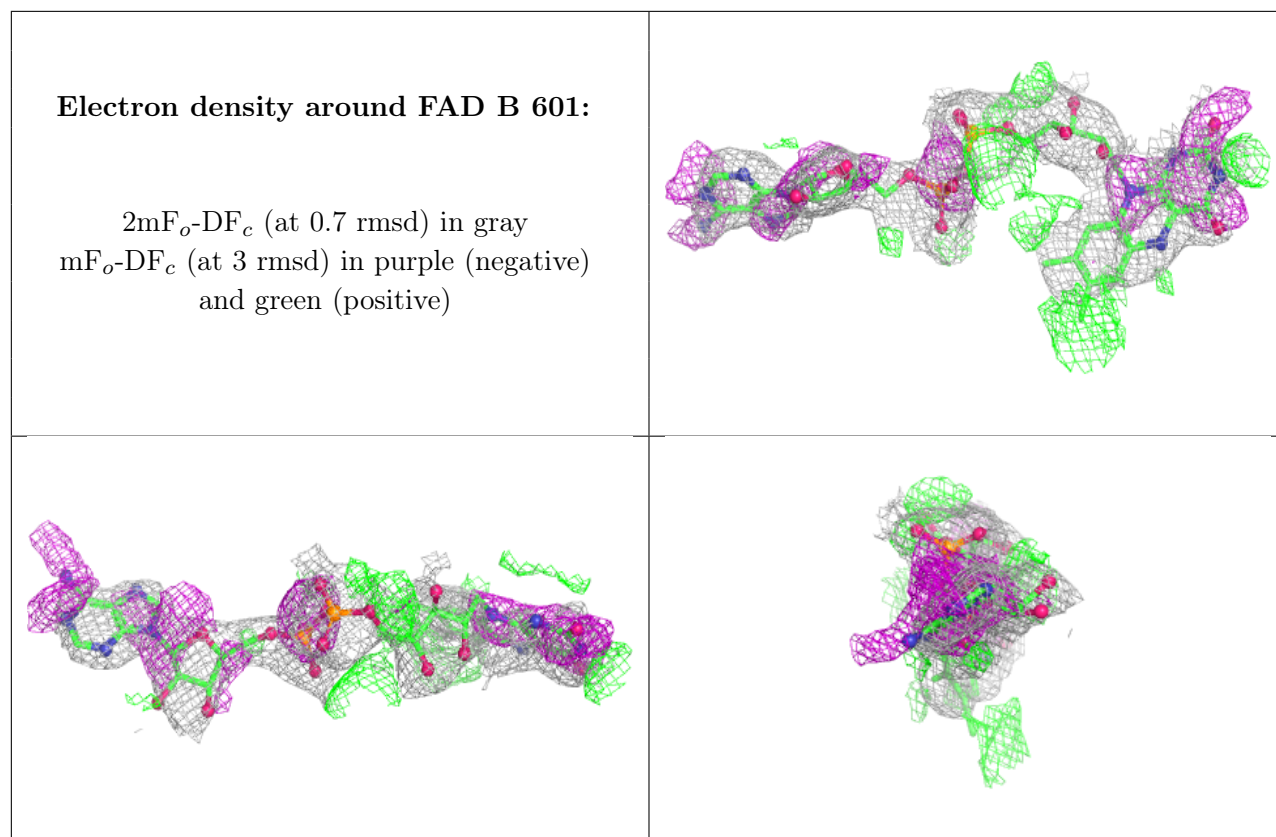 Electron density around FAD B 601:
2mFₒ-DF𝑐 (at 0.7 rmsd) in gray
mFₒ-DF𝑐 (at 3 rmsd) in purple (negative)
and green (positive)